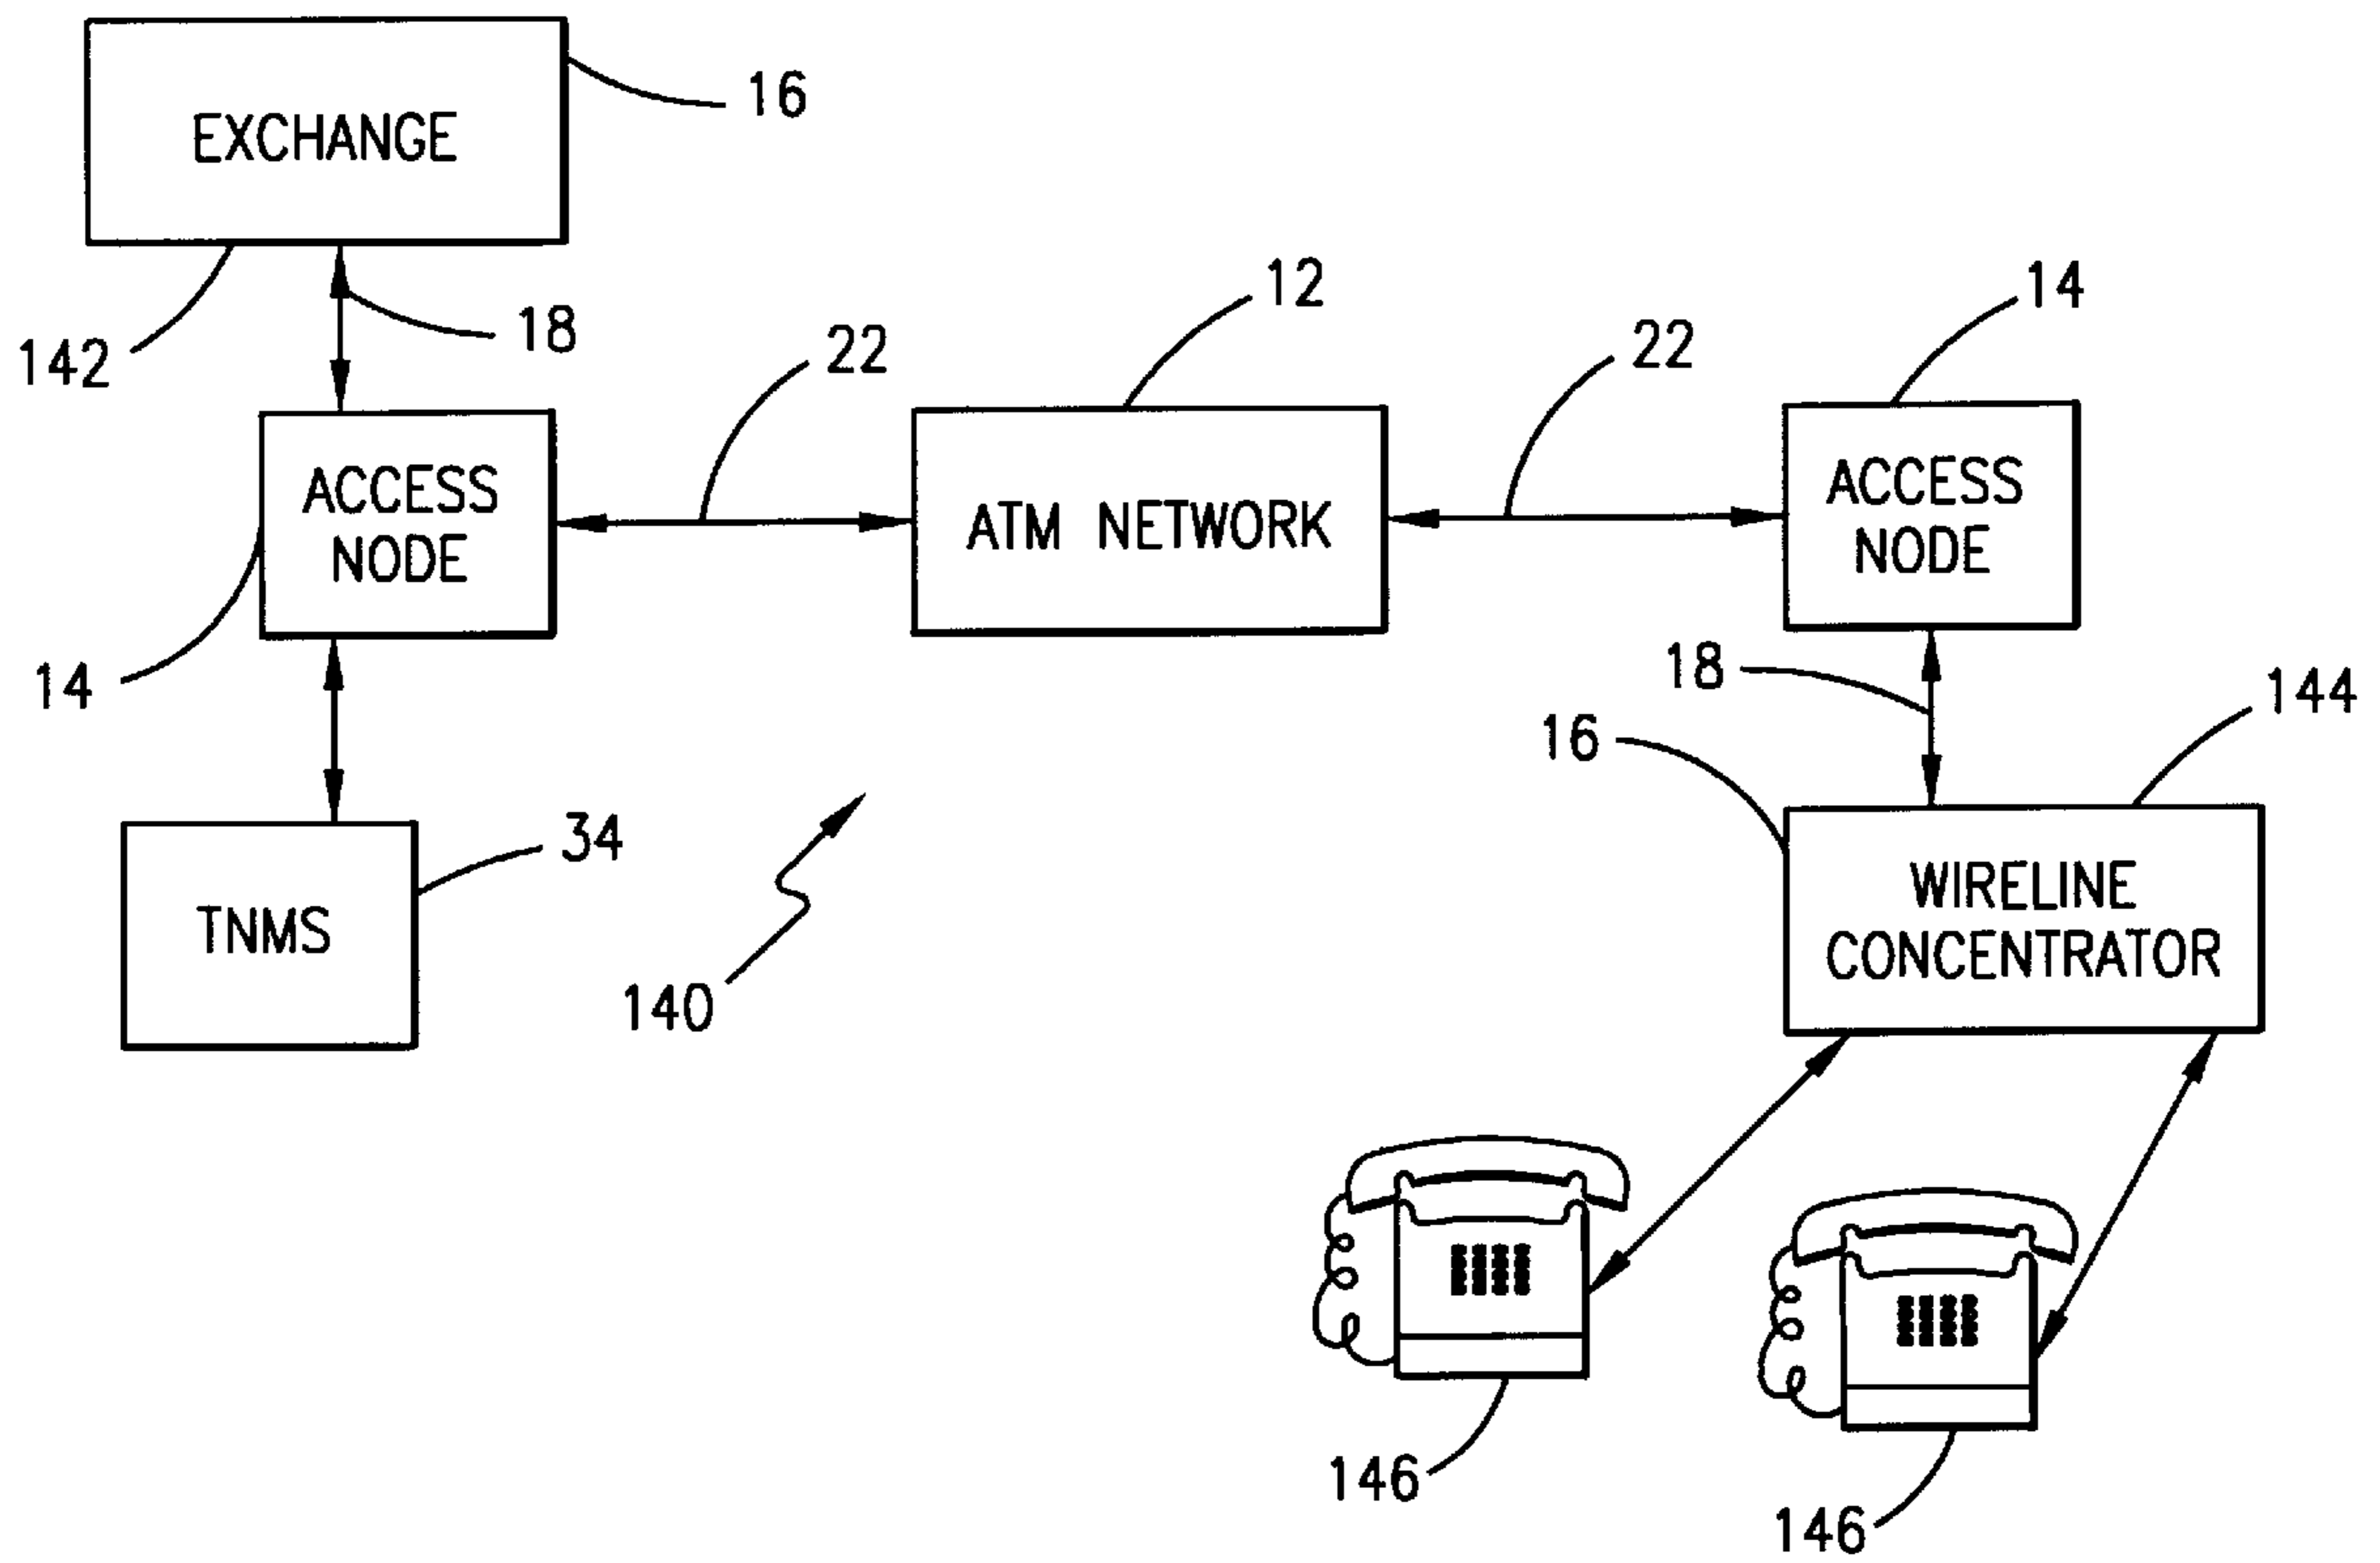 16
EXCHANGE
142
18
22
12
22
14
ACCESS
NODE
ATM NETWORK
ACCESS
NODE
14
18
144
16
34
TNMS
140
WIRELINE
CONCENTRATOR
146
146